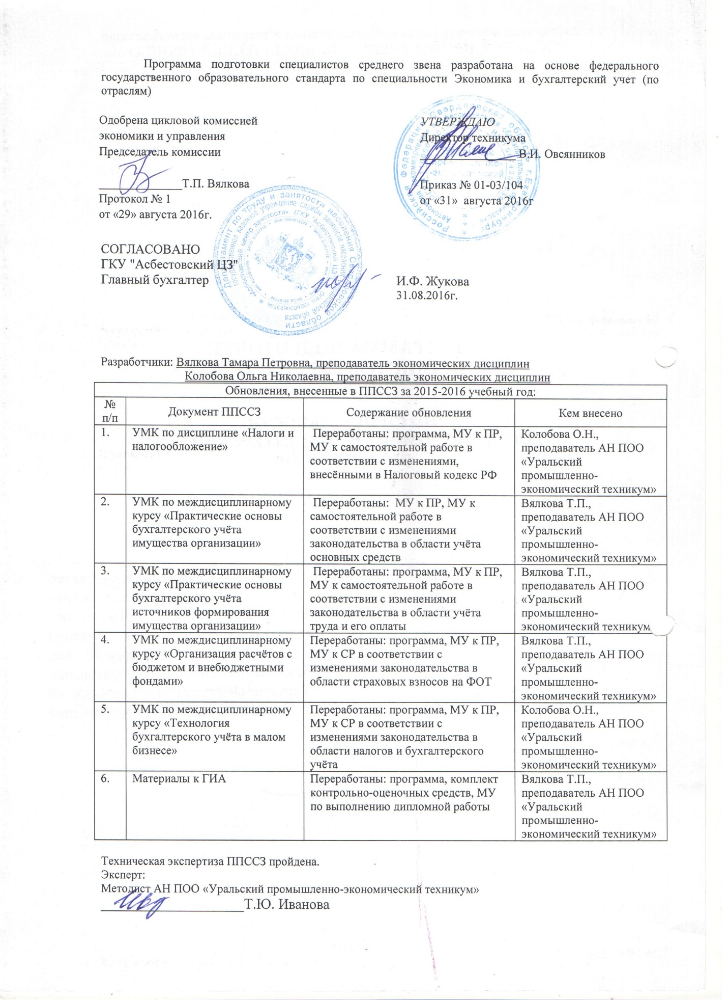 Программа подготовки специалистов среднего звена разработана на основе федерального
государственного образовательного стандарта по специальности Экономика и бухгалтерский учет (по
отраслям)
Одобрена цикловой комиссией
экономики и управления
Председатель комиссии
Т.П. Вялкова
Протокол № 1
от «29» августа 2016г.
УТВЕРЖДАЮ
Директор техникума
В.И. Овсянников
Приказ № 01-03/104
от «31» августа 2016г
СОГЛАСОВАНО
ГКУ "Асбестовский ЦЗ"
Главный бухгалтер
И.Ф. Жукова
31.08.2016г.
Департамент по труду и занятости населения Свердловской области
Разработчики: Вялкова Тамара Петровна, преподаватель экономических дисциплин
Колобова Ольга Николаевна, преподаватель экономических дисциплин
Обновления, внесенные в ППССЗ за 2015-2016 учебный год:
№
п/п
Документ ППССЗ
Содержание обновления
Кем внесено
1.
УМК по дисциплине «Налоги и
налогообложение»
Переработаны: программа, МУ к ПР,
МУ к самостоятельной работе в
соответствии с изменениями,
внесёнными в Налоговый кодекс РФ
Колобова О.Н.,
преподаватель АН ПОО
«Уральский
промышленно-
экономический техникум»
2.
УМК по междисциплинарному
курсу «Практические основы
бухгалтерского учёта
имущества организации»
Переработаны: МУ к ПР, МУ к
самостоятельной работе в
соответствии с изменениями
законодательства в области учёта
основных средств
Вялкова Т.П.,
преподаватель АН ПОО
«Уральский
промышленно-
экономический техникум»
3.
УМК по междисциплинарному
курсу «Практические основы
бухгалтерского учёта
источников формирования
имущества организации»
Переработаны: программа, МУ к ПР,
МУ к самостоятельной работе в
соответствии с изменениями
законодательства в области учёта
труда и его оплаты
Вялкова Т.П.,
преподаватель АН ПОО
«Уральский
промышленно-
экономический техникум
4.
УМК по междисциплинарному
курсу «Организация расчётов с
бюджетом и внебюджетными
фондами»
Переработаны: программа, МУ к ПР,
МУ к СР в соответствии с
изменениями законодательства в
области страховых взносов на ФОТ
Вялкова Т.П.,
преподаватель АН ПОО
«Уральский
промышленно-
экономический техникум»
5.
УМК по междисциплинарному
курсу «Технология
бухгалтерского учёта в малом
бизнесе»
Переработаны: программа, МУ к ПР,
МУ к СР в соответствии с
изменениями законодательства в
области налогов и бухгалтерского
учёта
Колобова О.Н.,
преподаватель АН ПОО
«Уральский
промышленно-
экономический техникум»
6.
Материалы к ГИА
Переработаны: программа, комплект
контрольно-оценочных средств, МУ
по выполнению дипломной работы
Вялкова Т.П.,
преподаватель АН ПОО
«Уральский
промышленно-
экономический техникум»
Техническая экспертиза ППССЗ пройдена.
Эксперт:
Методист АН ПОО «Уральский промышленно-экономический техникум»
Т.Ю. Иванова